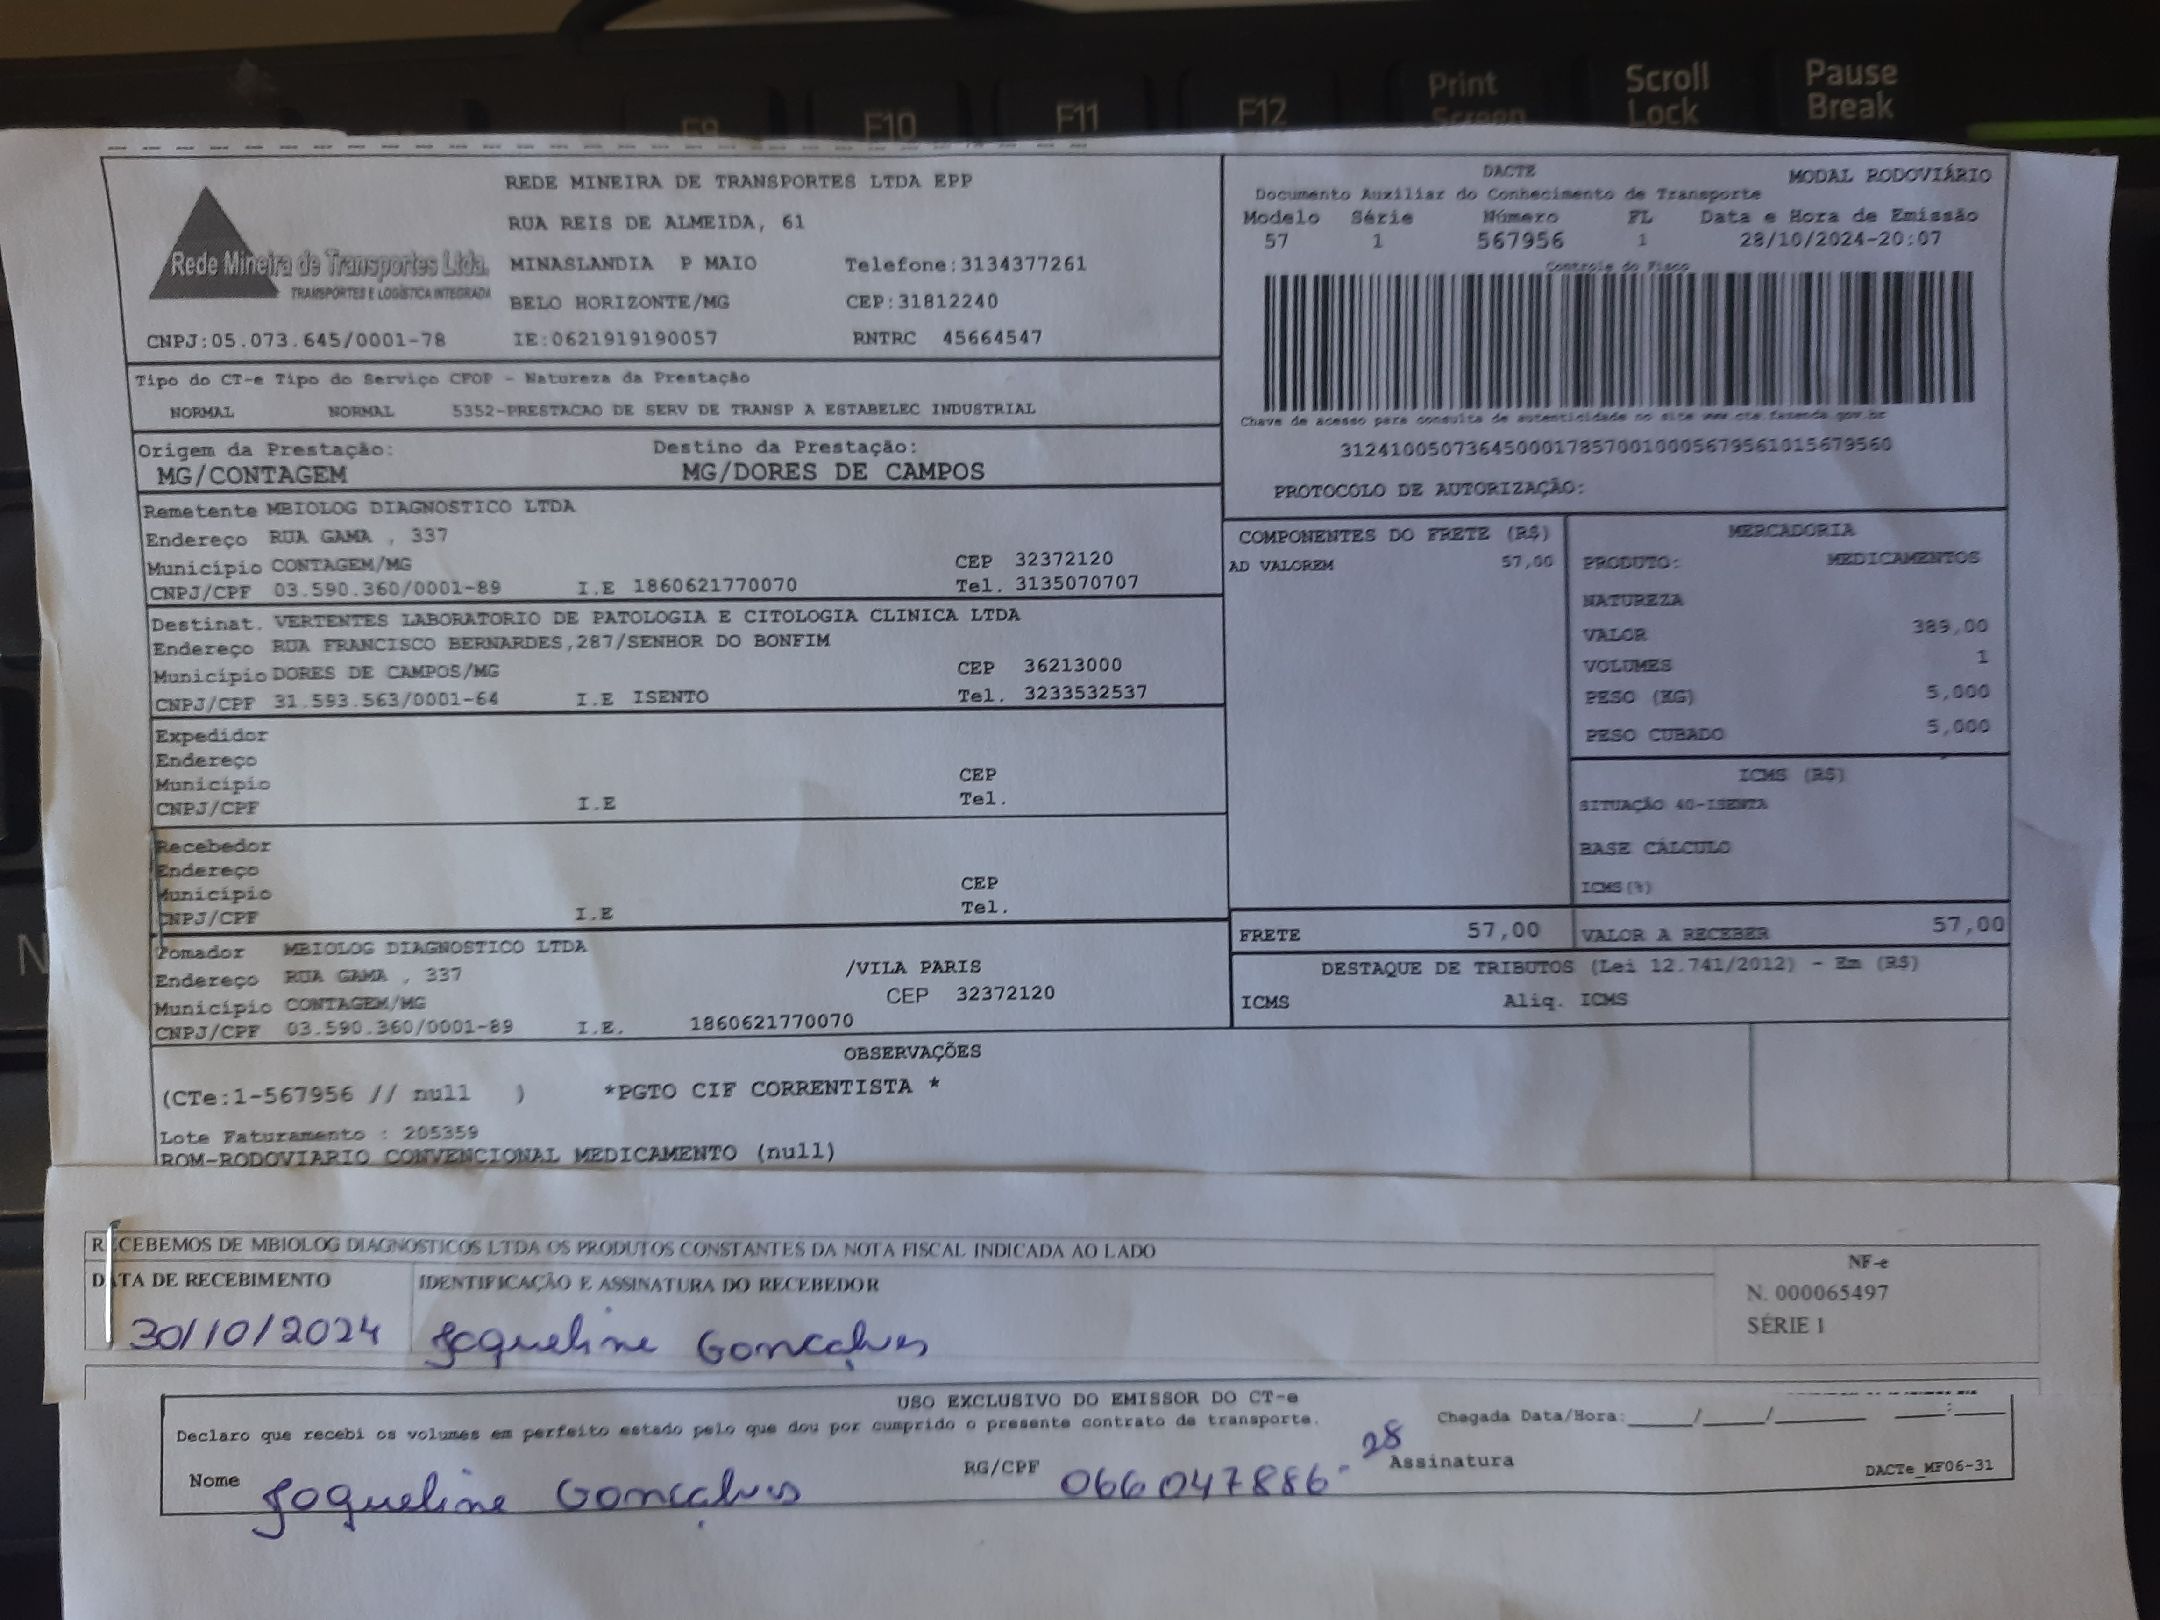 F9 F10 F11 F12 Print Screen Scroll Lock Pause Break
Rede Mineira de Transportes Ltda.
TRANSPORTES E LOGÍSTICA INTEGRADA
REDE MINEIRA DE TRANSPORTES LTDA EPP
RUA REIS DE ALMEIDA, 61
MINASLANDIA P MAIO Telefone:3134377261
BELO HORIZONTE/MG CEP:31812240
CNPJ:05.073.645/0001-78 IE:0621919190057 RNTRC 45664547
DACTE MODAL RODOVIÁRIO
Documento Auxiliar do Conhecimento de Transporte
Modelo Série Número FL Data e Hora de Emissão
57 1 567956 1 28/10/2024-20:07
Controle do Fisco
Chave de acesso para consulta de autenticidade no site www.cte.fazenda.gov.br
31241005073645000178570010005679561015679560
PROTOCOLO DE AUTORIZAÇÃO:
Tipo do CT-e Tipo do Serviço CFOP - Natureza da Prestação
NORMAL NORMAL 5352-PRESTACAO DE SERV DE TRANSP A ESTABELEC INDUSTRIAL
Origem da Prestação: Destino da Prestação:
MG/CONTAGEM MG/DORES DE CAMPOS
Remetente MBIOLOG DIAGNOSTICO LTDA
Endereço RUA GAMA , 337
Município CONTAGEM/MG CEP 32372120
CNPJ/CPF 03.590.360/0001-89 I.E 1860621770070 Tel. 3135070707
Destinat. VERTENTES LABORATORIO DE PATOLOGIA E CITOLOGIA CLINICA LTDA
Endereço RUA FRANCISCO BERNARDES,287/SENHOR DO BONFIM
Município DORES DE CAMPOS/MG CEP 36213000
CNPJ/CPF 31.593.563/0001-64 I.E ISENTO Tel. 3233532537
Expedidor
Endereço
Município CEP
CNPJ/CPF I.E Tel.
Recebedor
Endereço
Município CEP
CNPJ/CPF I.E Tel.
Tomador MBIOLOG DIAGNOSTICO LTDA
Endereço RUA GAMA , 337 /VILA PARIS
Município CONTAGEM/MG CEP 32372120
CNPJ/CPF 03.590.360/0001-89 I.E. 1860621770070
COMPONENTES DO FRETE (R$)
AD VALOREM 57,00
MERCADORIA
PRODUTO: MEDICAMENTOS
NATUREZA
VALOR 389,00
VOLUMES 1
PESO (KG) 5,000
PESO CUBADO 5,000
ICMS (R$)
SITUAÇÃO 40-ISENTA
BASE CÁLCULO
ICMS(%)
FRETE 57,00 VALOR A RECEBER 57,00
DESTAQUE DE TRIBUTOS (Lei 12.741/2012) - Em (R$)
ICMS Aliq. ICMS
OBSERVAÇÕES
(CTe:1-567956 // null ) *PGTO CIF CORRENTISTA *
Lote Faturamento : 205359
ROM-RODOVIARIO CONVENCIONAL MEDICAMENTO (null)
RECEBEMOS DE MBIOLOG DIAGNOSTICOS LTDA OS PRODUTOS CONSTANTES DA NOTA FISCAL INDICADA AO LADO
NF-e
DATA DE RECEBIMENTO IDENTIFICAÇÃO E ASSINATURA DO RECEBEDOR
N. 000065497
SÉRIE 1
30/10/2024 Jaqueline Gonçalves
USO EXCLUSIVO DO EMISSOR DO CT-e
Declaro que recebi os volumes em perfeito estado pelo que dou por cumprido o presente contrato de transporte. Chegada Data/Hora:_____/_____/________ ____:____
Nome Jaqueline Gonçalves RG/CPF 066047886-28 Assinatura
DACTe_MF06-31